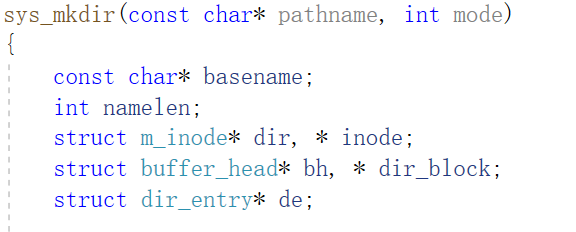 sys_mkdir(const char* pathname, int mode)
{
const char* basename;
int namelen;
struct m_inode* dir, * inode;
struct buffer_head* bh, * dir_block;
struct dir_entry* de;